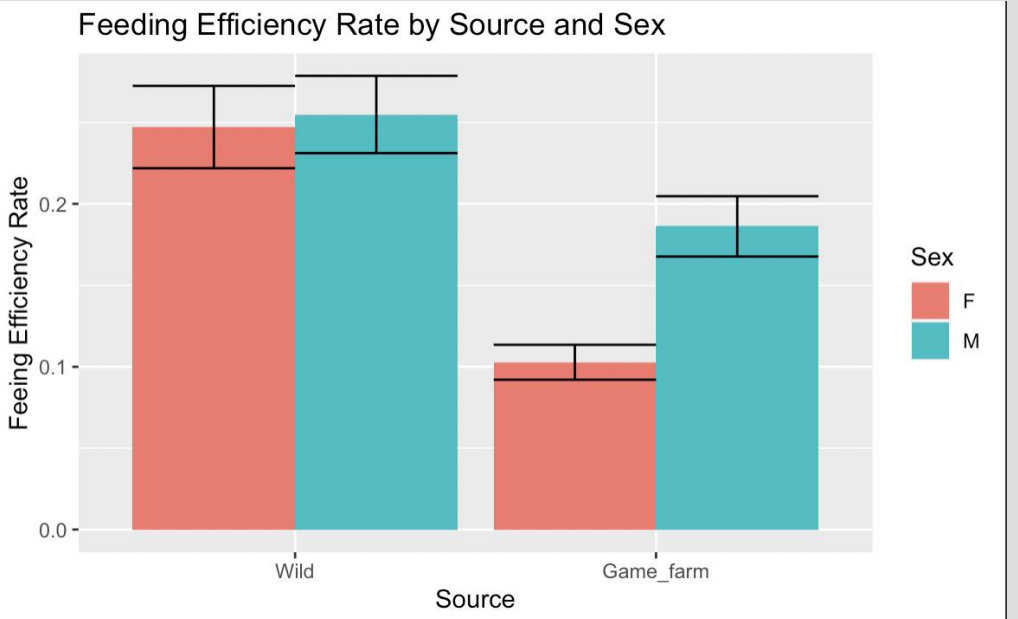 Feeding Efficiency Rate by Source and Sex
Feeing Efficiency Rate
0.2
0.1
0.0
Wild
Game_farm
Source
Sex
F
M